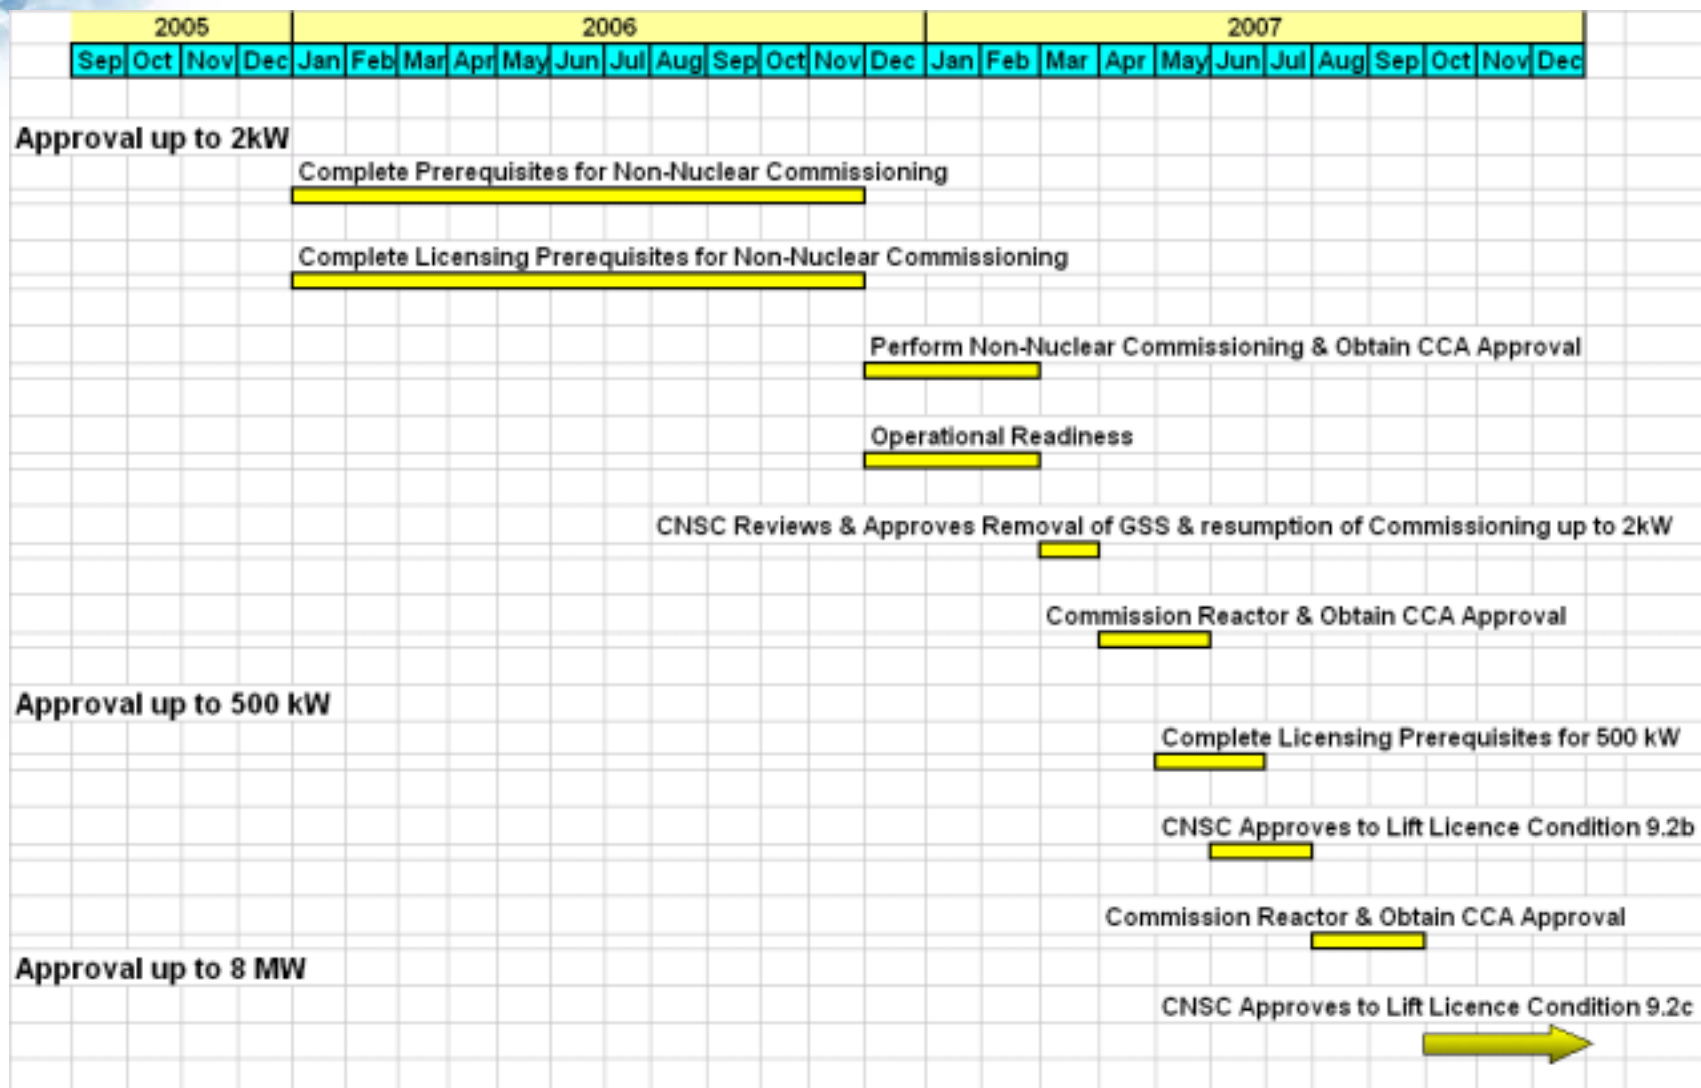 2005 2006 2007
Sep Oct Nov Dec Jan Feb Mar Apr May Jun Jul Aug Sep Oct Nov Dec Jan Feb Mar Apr May Jun Jul Aug Sep Oct Nov Dec
Approval up to 2kW
Complete Prerequisites for Non-Nuclear Commissioning
Complete Licensing Prerequisites for Non-Nuclear Commissioning
Perform Non-Nuclear Commissioning & Obtain CCA Approval
Operational Readiness
CNSC Reviews & Approves Removal of GSS & resumption of Commissioning up to 2kW
Commission Reactor & Obtain CCA Approval
Approval up to 500 kW
Complete Licensing Prerequisites for 500 kW
CNSC Approves to Lift Licence Condition 9.2b
Commission Reactor & Obtain CCA Approval
Approval up to 8 MW
CNSC Approves to Lift Licence Condition 9.2c